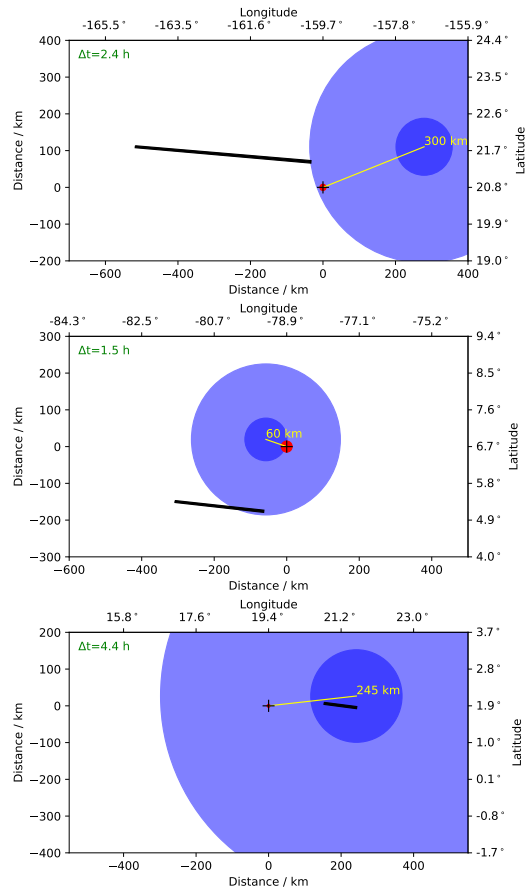 Longitude
-165.5° -163.5° -161.6° -159.7° -157.8° -155.9°
400 Δt=2.4 h 24.4°
300 23.5°
200 22.6°
100 300 km 21.7°
0 20.8°
−100 19.9°
−200 19.0°
Distance / km
Latitude
−600 −400 −200 0 200 400
Distance / km
Longitude
-84.3° -82.5° -80.7° -78.9° -77.1° -75.2°
300 Δt=1.5 h 9.4°
200 8.5°
100 7.6°
60 km
0 6.7°
−100 5.8°
−200 4.9°
−300 4.0°
Distance / km
Latitude
−600 −400 −200 0 200 400
Distance / km
Longitude
15.8° 17.6° 19.4° 21.2° 23.0°
200 Δt=4.4 h 3.7°
100 2.8°
245 km
0 1.9°
−100 1.0°
−200 0.1°
−300 -0.8°
−400 -1.7°
Distance / km
Latitude
−400 −200 0 200 400
Distance / km